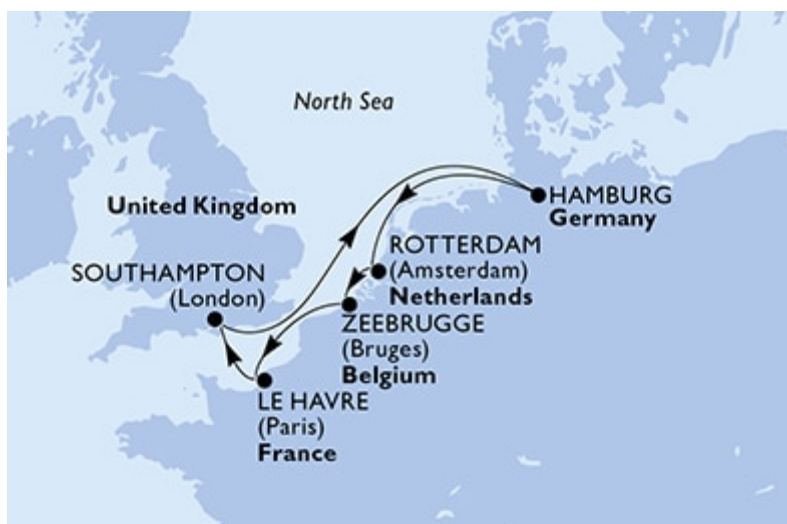 North Sea
United Kingdom
HAMBURG
Germany
ROTTERDAM
(Amsterdam)
Netherlands
SOUTHAMPTON
(London)
ZEEBRUGGE
(Bruges)
Belgium
LE HAVRE
(Paris)
France